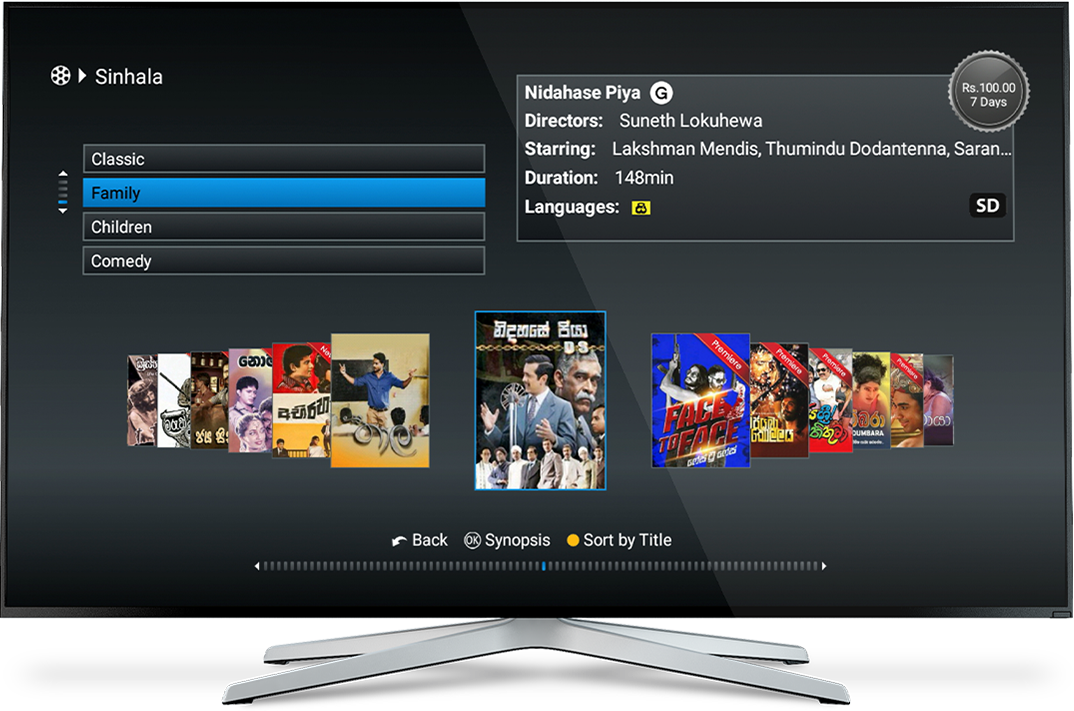 Sinhala
Classic
Family
Children
Comedy
Nidahase Piya G
Directors: Suneth Lokuhewa
Starring: Lakshman Mendis, Thumindu Dodantenna, Saran...
Duration: 148min
Languages:
Rs.100.00
7 Days
SD
නිදහසේ පියා
DS
Premiere
FACE
TO FACE
Premiere
Premiere
Premiere
Back OK Synopsis Sort by Title